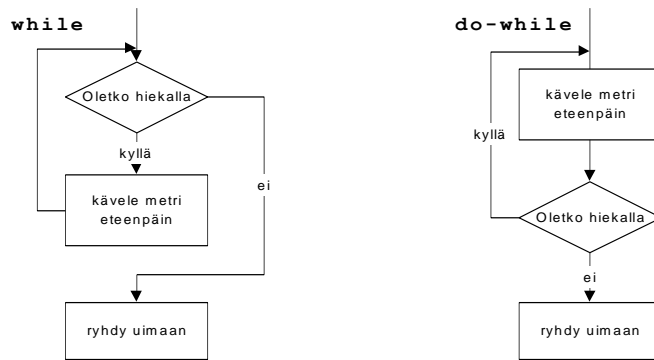 while
Oletko hiekalla
kyllä
ei
kävele metri
eteenpäin
ryhdy uimaan
do-while
kävele metri
eteenpäin
kyllä
Oletko hiekalla
ei
ryhdy uimaan